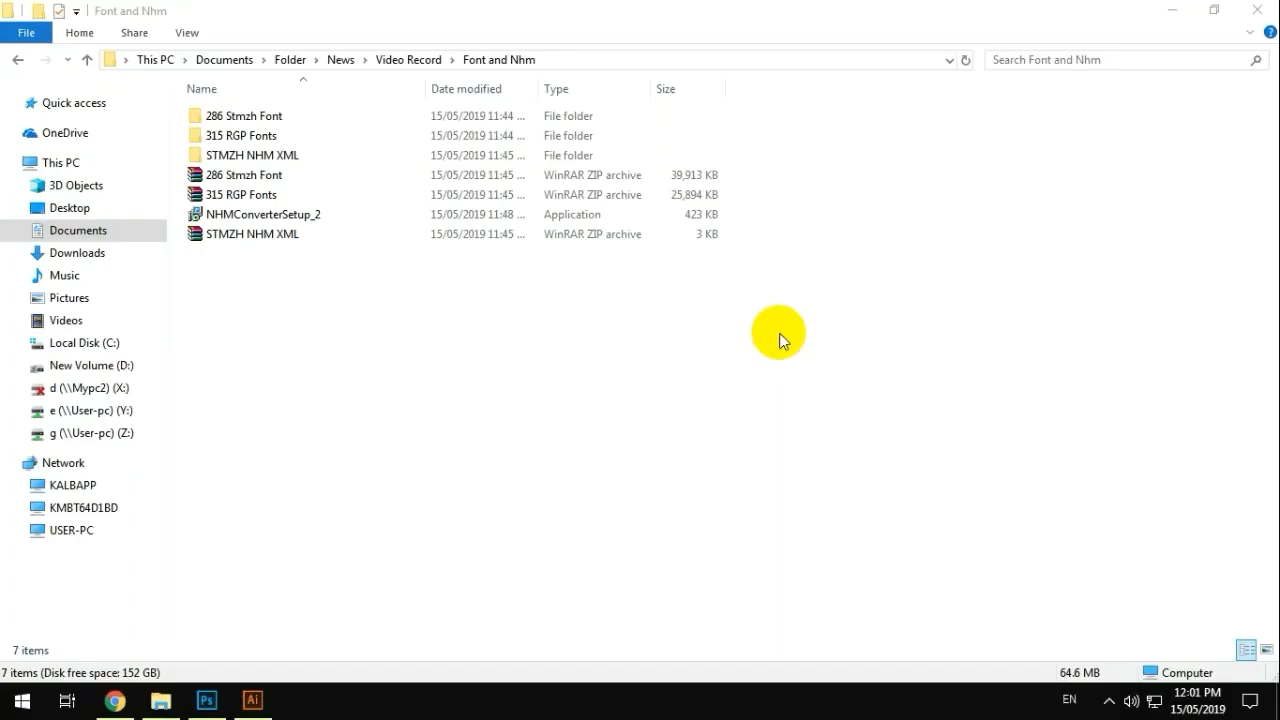 Font and Nhm
File Home Share View
This PC Documents Folder News Video Record Font and Nhm Search Font and Nhm
Name Date modified Type Size
Quick access
OneDrive
This PC
3D Objects
Desktop
Documents
Downloads
Music
Pictures
Videos
Local Disk (C:)
New Volume (D:)
d (\\Mypc2) (X:)
e (\\User-pc) (Y:)
g (\\User-pc) (Z:)
Network
KALBAPP
KMBT64D1BD
USER-PC
286 Stmzh Font 15/05/2019 11:44 ... File folder
315 RGP Fonts 15/05/2019 11:44 ... File folder
STMZH NHM XML 15/05/2019 11:45 ... File folder
286 Stmzh Font 15/05/2019 11:45 ... WinRAR ZIP archive 39,913 KB
315 RGP Fonts 15/05/2019 11:45 ... WinRAR ZIP archive 25,894 KB
NHMConverterSetup_2 15/05/2019 11:48 ... Application 423 KB
STMZH NHM XML 15/05/2019 11:45 ... WinRAR ZIP archive 3 KB
7 items
7 items (Disk free space: 152 GB) 64.6 MB Computer
Ps Ai EN 12:01 PM
15/05/2019